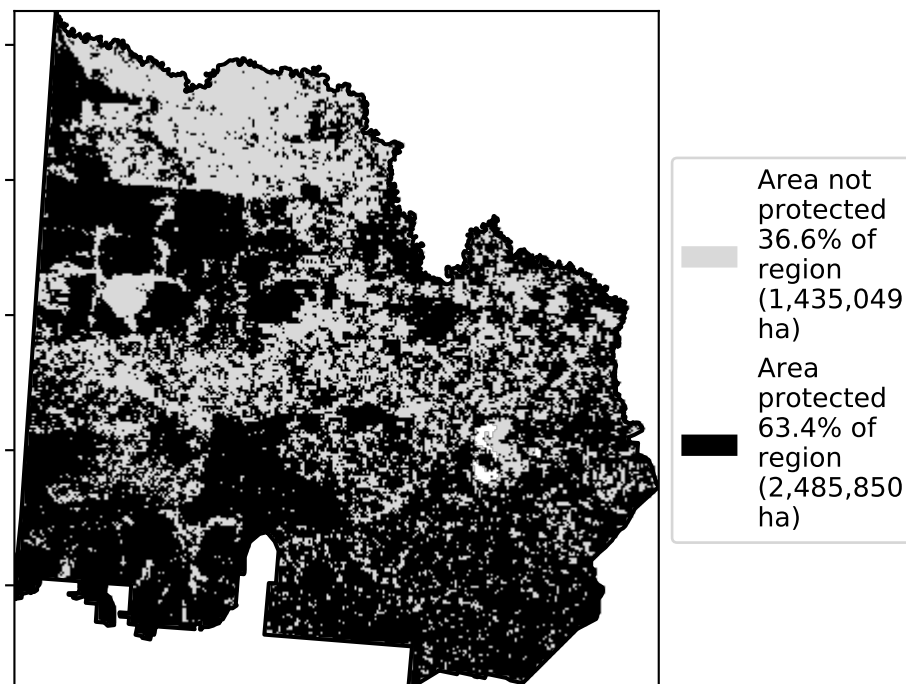 Area not
protected
36.6% of
region
(1,435,049
ha)
Area
protected
63.4% of
region
(2,485,850
ha)